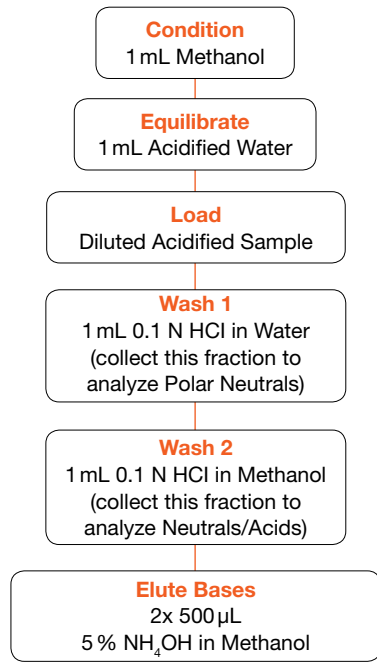 Condition
1 mL Methanol
Equilibrate
1 mL Acidified Water
Load
Diluted Acidified Sample
Wash 1
1 mL 0.1 N HCl in Water
(collect this fraction to
analyze Polar Neutrals)
Wash 2
1 mL 0.1 N HCl in Methanol
(collect this fraction to
analyze Neutrals/Acids)
Elute Bases
2x 500 µL
5 % NH₄OH in Methanol